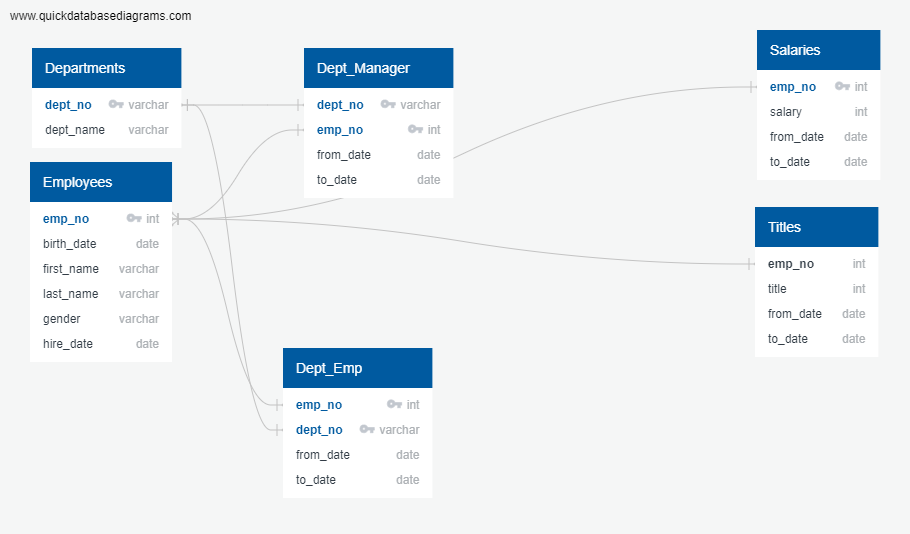 www.quickdatabasediagrams.com
Departments
dept_no varchar
dept_name varchar
Employees
emp_no int
birth_date date
first_name varchar
last_name varchar
gender varchar
hire_date date
Dept_Manager
dept_no varchar
emp_no int
from_date date
to_date date
Dept_Emp
emp_no int
dept_no varchar
from_date date
to_date date
Salaries
emp_no int
salary int
from_date date
to_date date
Titles
emp_no int
title int
from_date date
to_date date